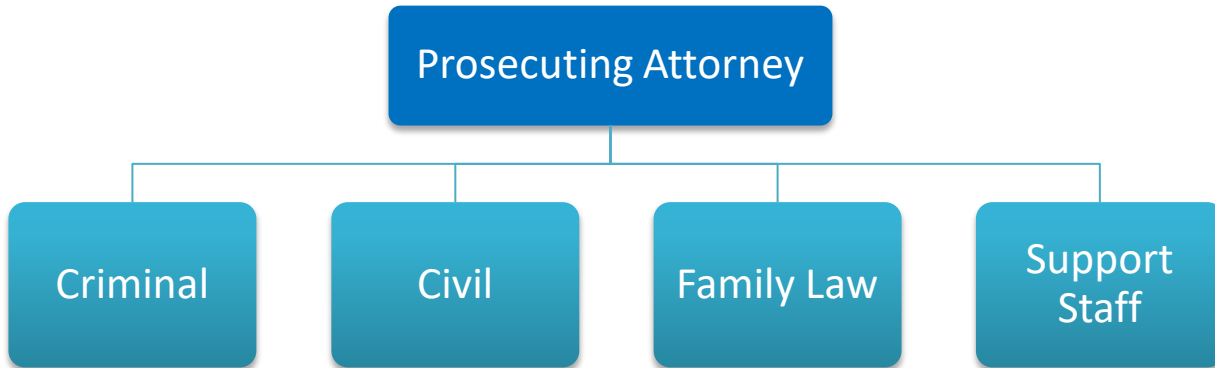 Prosecuting Attorney
Criminal
Civil
Family Law
Support
Staff